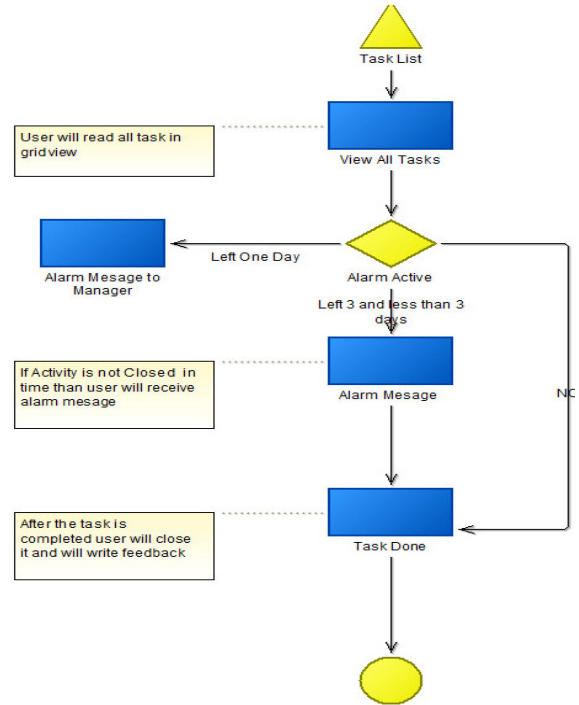 Task List
User will read all task in
gridview
View All Tasks
Left One Day
Alarm Mesage to
Manager
Alarm Active
Left 3 and less than 3
days
If Activity is not Closed in
time than user will receive
alarm mesage
Alarm Mesage
NO
After the task is
completed user will close
it and will write feedback
Task Done